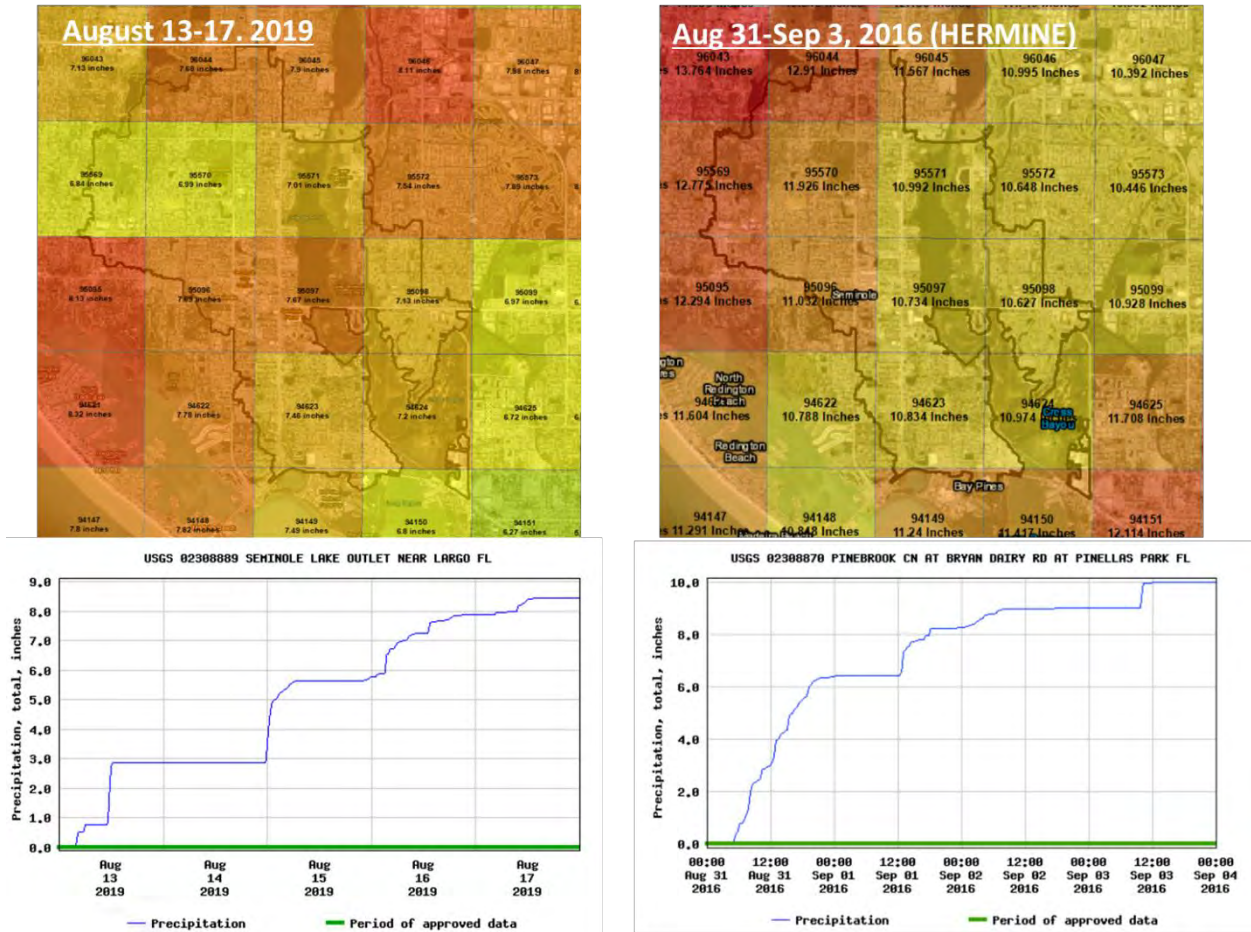 August 13-17. 2019
96043
7.13 inches
96044
7.68 inches
96045
7.9 inches
96046
8.11 inches
96047
7.88 inches
95569
6.84 inches
95570
6.99 inches
95571
7.01 inches
95572
7.54 inches
95573
7.89 inches
95095
8.13 inches
95096
7.89 inches
95097
7.67 inches
95098
7.13 inches
95099
6.97 inches
94621
8.32 inches
94622
7.78 inches
94623
7.46 inches
94624
7.2 inches
94625
6.72 inches
94147
7.8 inches
94148
7.82 inches
94149
7.49 inches
94150
6.8 inches
94151
6.27 inches
Aug 31-Sep 3, 2016 (HERMINE)
96043
13.764 Inches
96044
12.91 Inches
96045
11.567 Inches
96046
10.995 Inches
96047
10.392 Inches
95569
12.775 Inches
95570
11.926 Inches
95571
10.992 Inches
95572
10.648 Inches
95573
10.446 Inches
95095
12.294 Inches
95096
11.032 Inches
Seminole
95097
10.734 Inches
95098
10.627 Inches
95099
10.928 Inches
North
Redington
Beach
11.604 Inches
Redington
Beach
94622
10.788 Inches
94623
10.834 Inches
94624
10.974
Cross
Bayou
94625
11.708 Inches
Bay Pines
94147
11.291 Inches
94148
10.848 Inches
94149
11.24 Inches
94150
11.417 Inches
94151
12.114 Inches
USGS 02308889 SEMINOLE LAKE OUTLET NEAR LARGO FL
Precipitation, total, inches
9.0
8.0
7.0
6.0
5.0
4.0
3.0
2.0
1.0
0.0
Aug 13 2019
Aug 14 2019
Aug 15 2019
Aug 16 2019
Aug 17 2019
Precipitation
Period of approved data
USGS 02308870 PINEBROOK CN AT BRYAN DAIRY RD AT PINELLAS PARK FL
Precipitation, total, inches
10.0
8.0
6.0
4.0
2.0
0.0
00:00 Aug 31 2016
12:00 Aug 31 2016
00:00 Sep 01 2016
12:00 Sep 01 2016
00:00 Sep 02 2016
12:00 Sep 02 2016
00:00 Sep 03 2016
12:00 Sep 03 2016
00:00 Sep 04 2016
Precipitation
Period of approved data